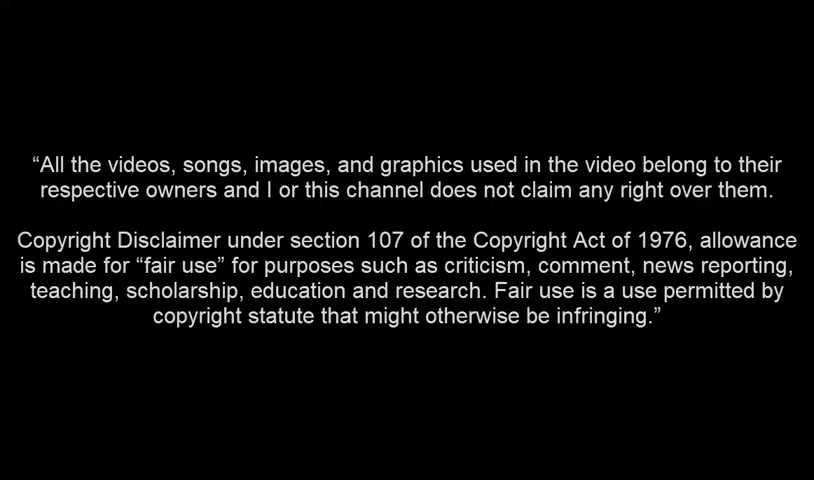 “All the videos, songs, images, and graphics used in the video belong to their
respective owners and I or this channel does not claim any right over them.
Copyright Disclaimer under section 107 of the Copyright Act of 1976, allowance
is made for “fair use” for purposes such as criticism, comment, news reporting,
teaching, scholarship, education and research. Fair use is a use permitted by
copyright statute that might otherwise be infringing.”